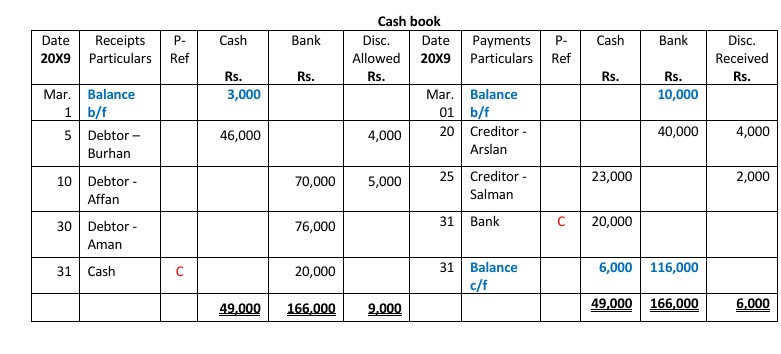 Cash book
Date Receipts P- Cash Bank Disc. Date Payments P- Cash Bank Disc.
20X9 Particulars Ref Allowed 20X9 Particulars Ref Received
Rs. Rs. Rs. Rs. Rs. Rs.
Mar. Balance 3,000 Mar. Balance 10,000
1 b/f 01 b/f
5 Debtor – 46,000 4,000 20 Creditor - 40,000 4,000
Burhan Arslan
10 Debtor - 70,000 5,000 25 Creditor - 23,000 2,000
Affan Salman
30 Debtor - 76,000 31 Bank C 20,000
Aman
31 Cash C 20,000 31 Balance 6,000 116,000
c/f
49,000 166,000 9,000 49,000 166,000 6,000